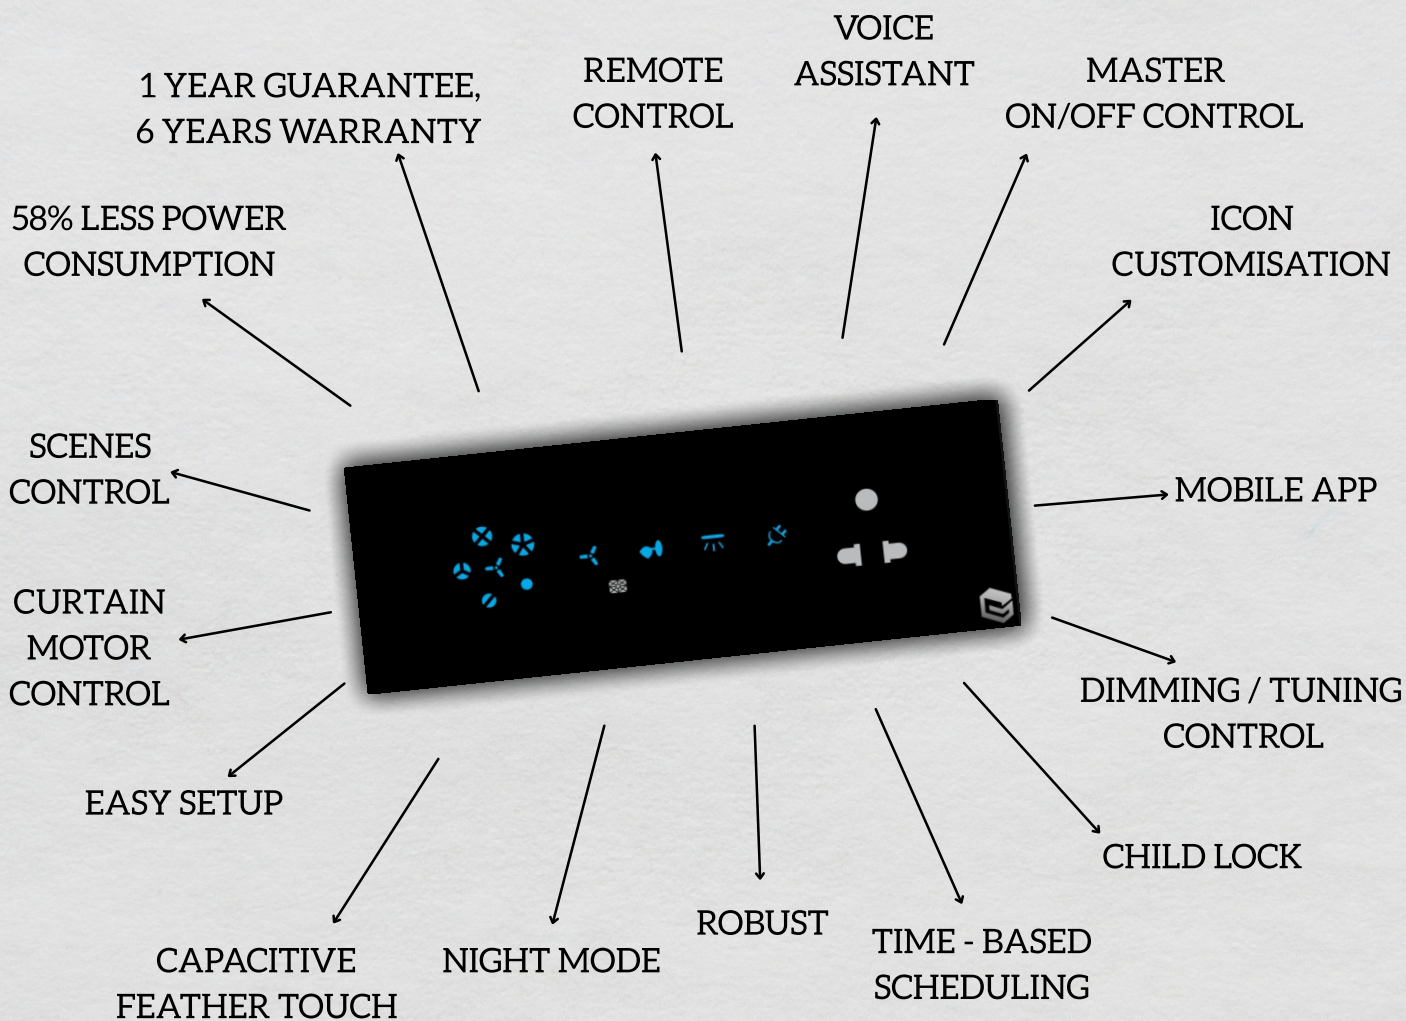 VOICE
ASSISTANT
REMOTE
CONTROL
MASTER
ON/OFF CONTROL
1 YEAR GUARANTEE,
6 YEARS WARRANTY
58% LESS POWER
CONSUMPTION
ICON
CUSTOMISATION
SCENES
CONTROL
MOBILE APP
CURTAIN
MOTOR
CONTROL
DIMMING / TUNING
CONTROL
EASY SETUP
CHILD LOCK
ROBUST
CAPACITIVE
FEATHER TOUCH
NIGHT MODE
TIME - BASED
SCHEDULING